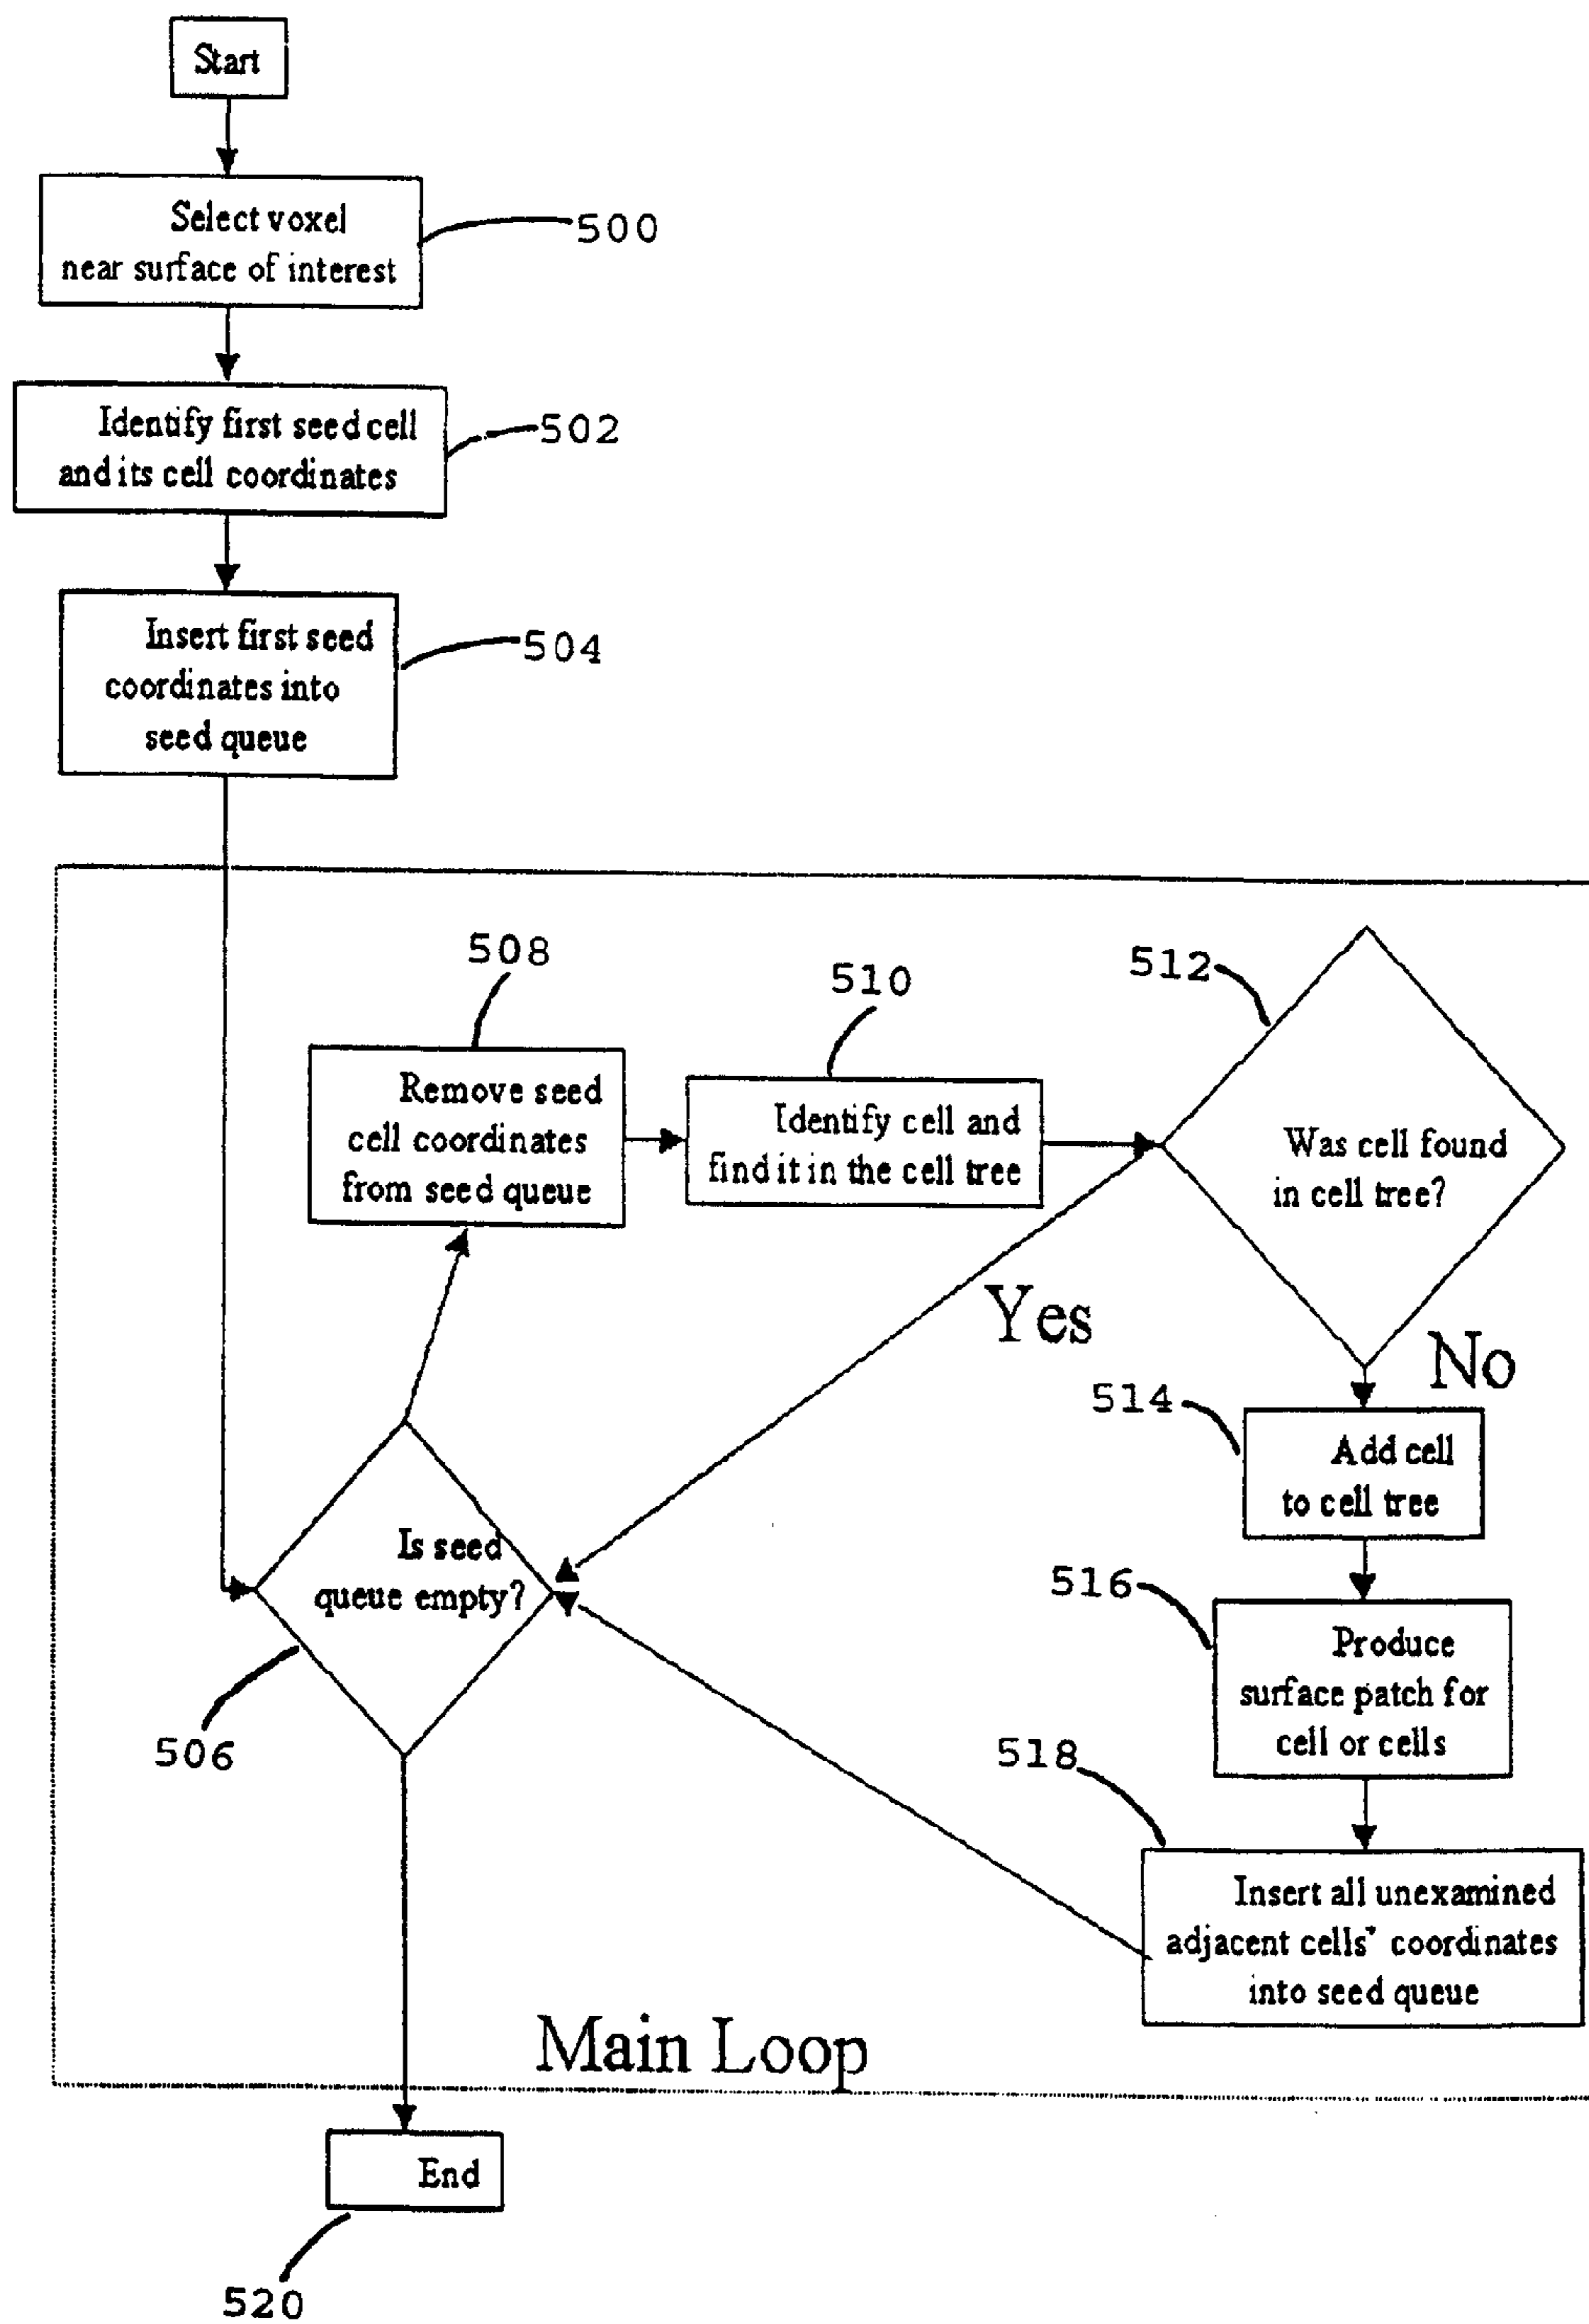 Start
Select voxel
near surface of interest
500
Identify first seed cell
and its cell coordinates
502
Insert first seed
coordinates into
seed queue
504
508
510
512
Remove seed
cell coordinates
from seed queue
Identify cell and
find it in the cell tree
Was cell found
in cell tree?
Yes
No
514
Add cell
to cell tree
Is seed
queue empty?
506
516
Produce
surface patch for
cell or cells
518
Insert all unexamined
adjacent cells' coordinates
into seed queue
Main Loop
End
520